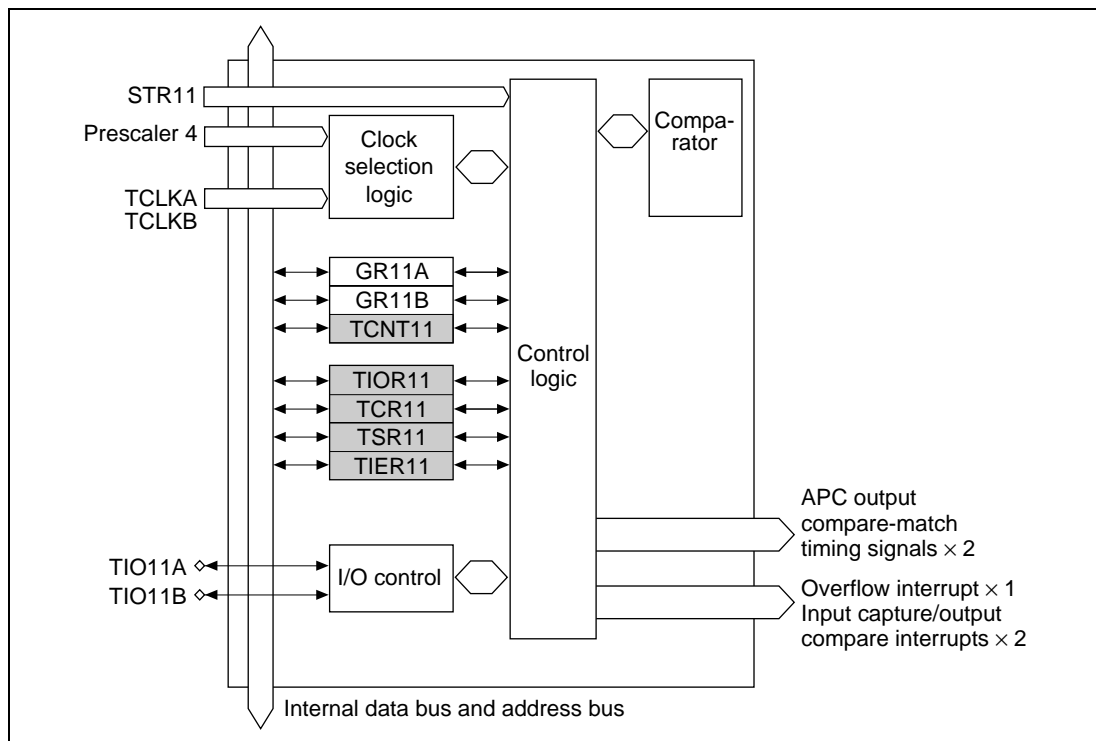 STR11
Prescaler 4
TCLKA
TCLKB
Clock
selection
logic
Compa-
rator
GR11A
GR11B
TCNT11
Control
logic
TIOR11
TCR11
TSR11
TIER11
APC output
compare-match
timing signals × 2
TIO11A
TIO11B
I/O control
Overflow interrupt × 1
Input capture/output
compare interrupts × 2
Internal data bus and address bus